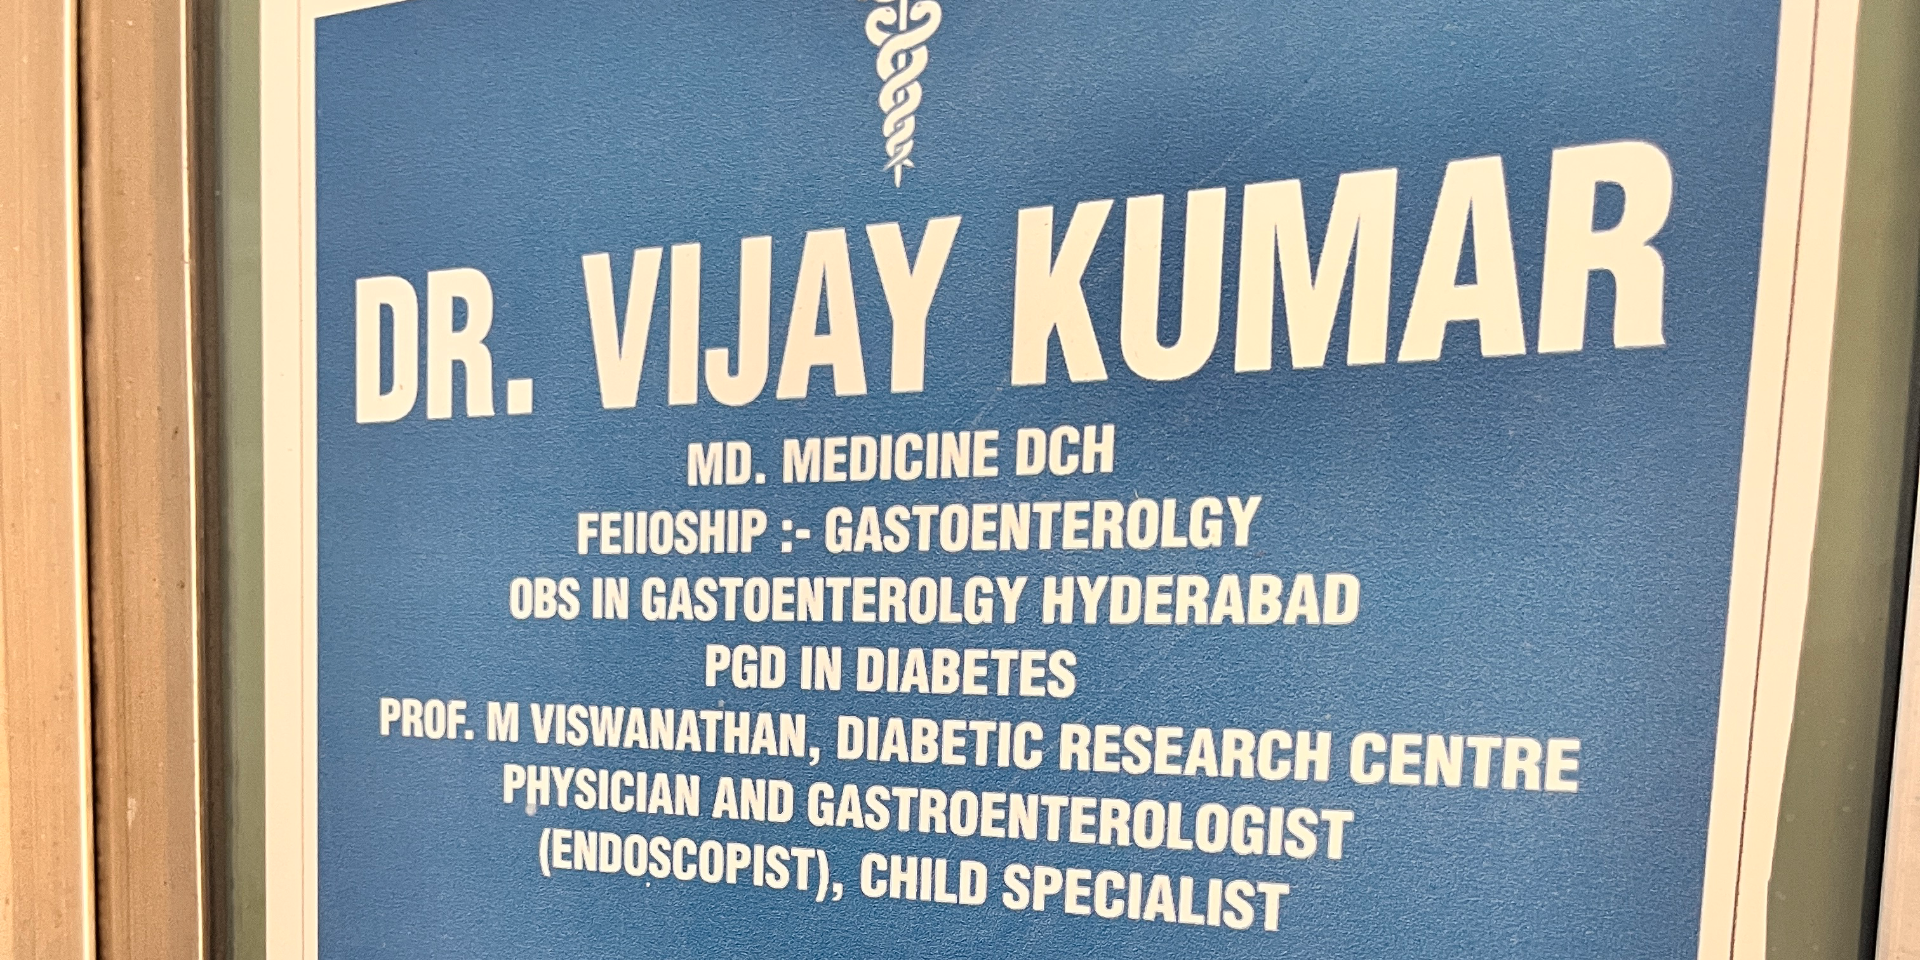 DR. VIJAY KUMAR
MD. MEDICINE DCH
FEIIOSHIP :- GASTOENTEROLGY
OBS IN GASTOENTEROLGY HYDERABAD
PGD IN DIABETES
PROF. M VISWANATHAN, DIABETIC RESEARCH CENTRE
PHYSICIAN AND GASTROENTEROLOGIST
(ENDOSCOPIST), CHILD SPECIALIST